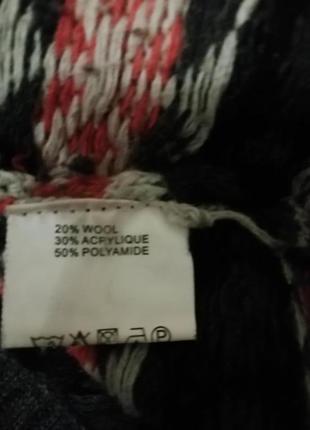 20% WOOL
30% ACRYLIQUE
50% POLYAMIDE
P